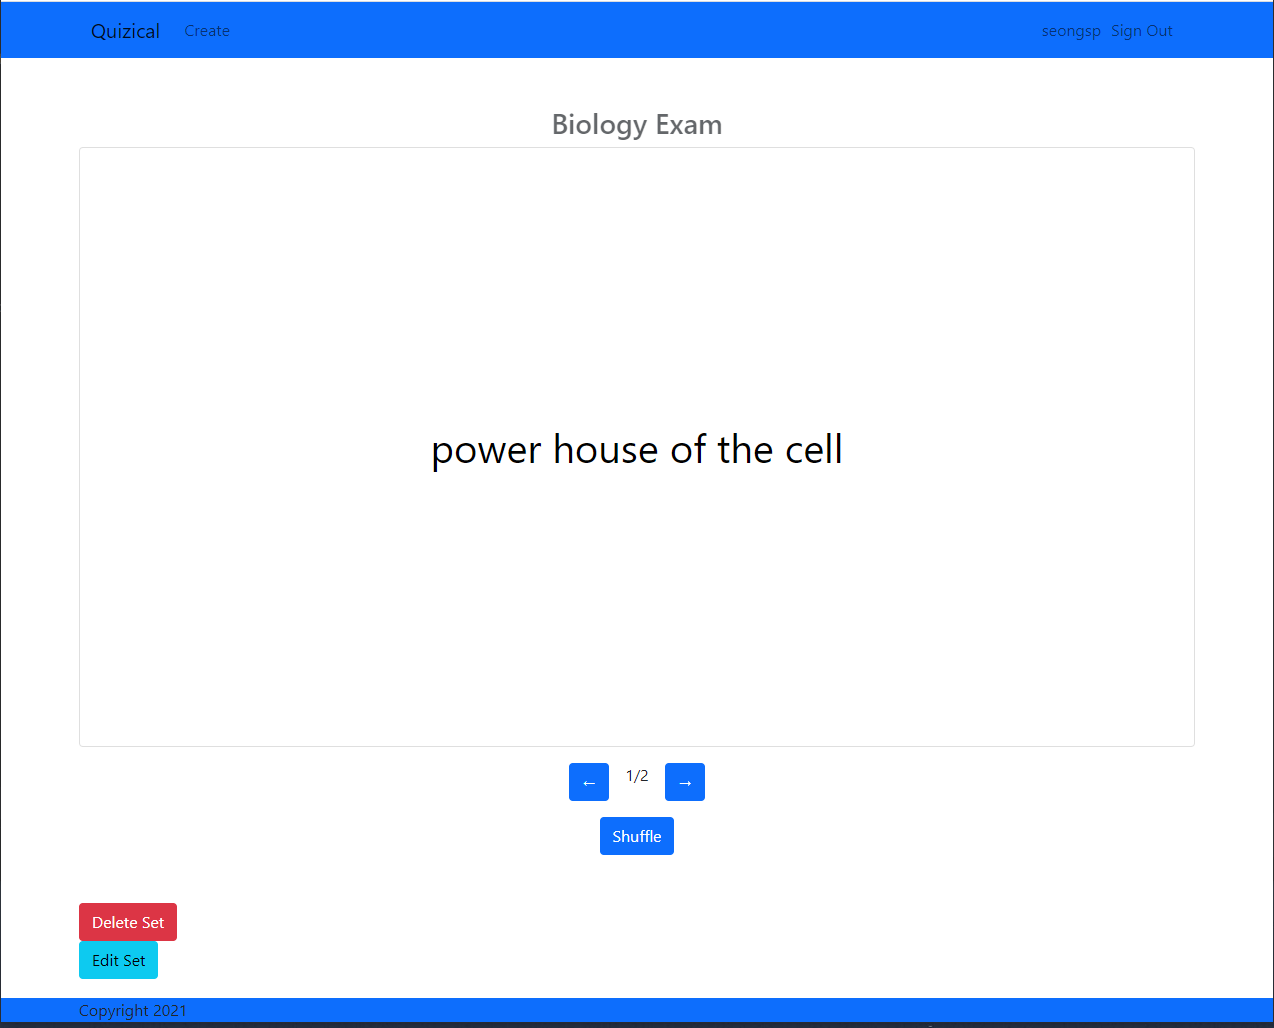 Quizical Create seongsp Sign Out
Biology Exam
power house of the cell
← 1/2 →
Shuffle
Delete Set
Edit Set
Copyright 2021